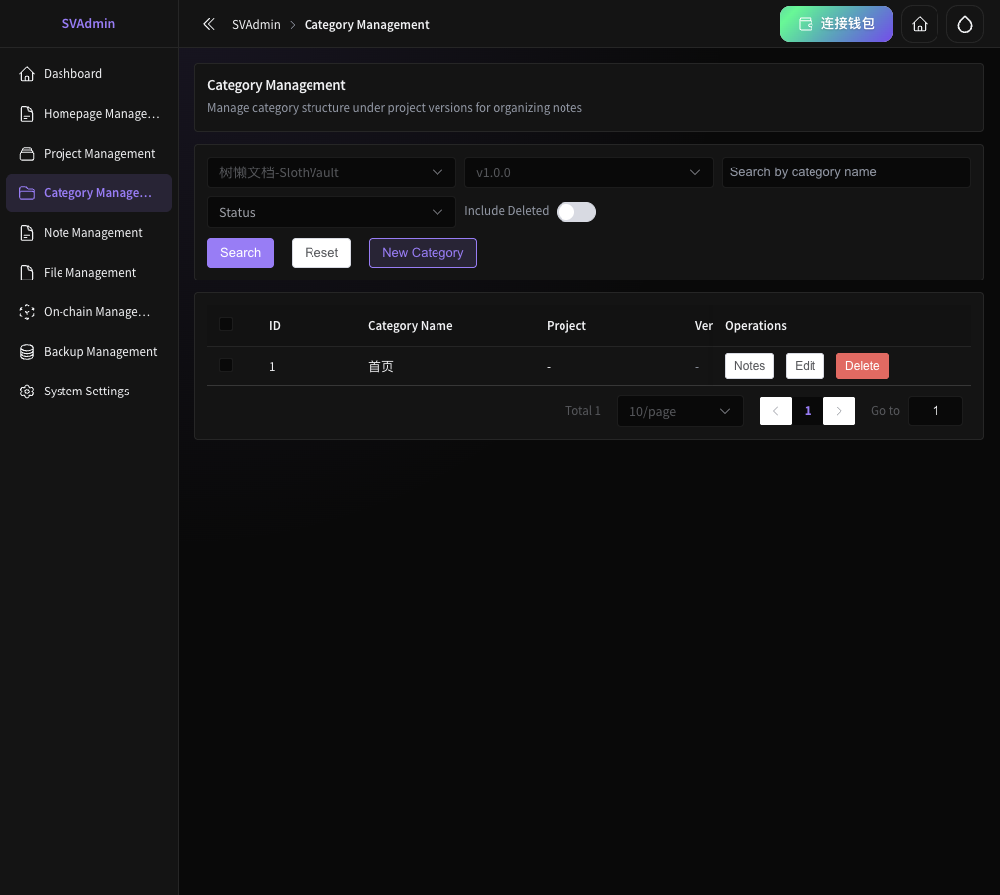 SVAdmin
SVAdmin > Category Management
连接钱包
Dashboard
Homepage Manage…
Project Management
Category Manage…
Note Management
File Management
On-chain Manage…
Backup Management
System Settings
Category Management
Manage category structure under project versions for organizing notes
树懒文档-SlothVault
v1.0.0
Search by category name
Status
Include Deleted
Search
Reset
New Category
ID Category Name Project Ver Operations
1 首页 - - Notes Edit Delete
Total 1 10/page 1 Go to 1